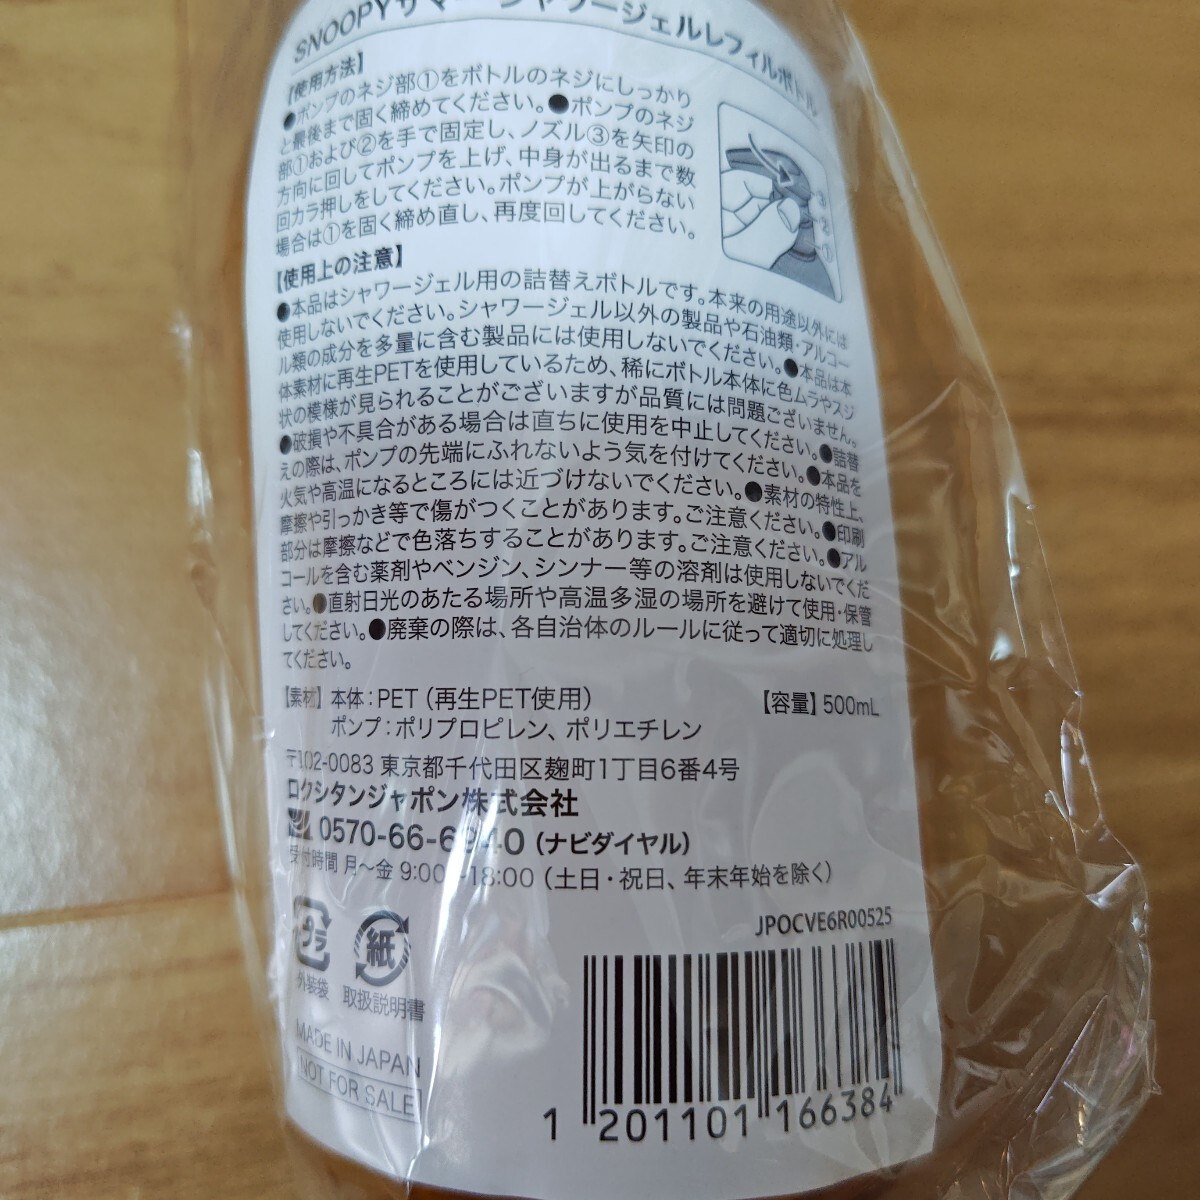 SNOOPYサマー シャワージェルレフィルボトル
【使用方法】
●ポンプのネジ部①をボトルのネジにしっかり
と最後まで固く締めてください。●ポンプのネジ
部①および②を手で固定し、ノズル③を矢印の
方向に回してポンプを上げ、中身が出るまで数
回カラ押しをしてください。ポンプが上がらない
場合は①を固く締め直し、再度回してください。
③
②
①
【使用上の注意】
●本品はシャワージェル用の詰替えボトルです。本来の用途以外には
使用しないでください。シャワージェル以外の製品や石油類・アルコー
ル類の成分を多量に含む製品には使用しないでください。●本品は本
体素材に再生PETを使用しているため、稀にボトル本体に色ムラやスジ
状の模様が見られることがございますが品質には問題ございません。
●破損や不具合がある場合は直ちに使用を中止してください。●詰替
えの際は、ポンプの先端にふれないよう気を付けてください。●本品を
火気や高温になるところには近づけないでください。●素材の特性上、
摩擦や引っかき等で傷がつくことがあります。ご注意ください。●印刷
部分は摩擦などで色落ちすることがあります。ご注意ください。●アル
コールを含む薬剤やベンジン、シンナー等の溶剤は使用しないでくだ
さい。●直射日光のあたる場所や高温多湿の場所を避けて使用・保管
してください。●廃棄の際は、各自治体のルールに従って適切に処理し
てください。
【素材】本体：PET（再生PET使用） 【容量】500mL
ポンプ：ポリプロピレン、ポリエチレン
〒102-0083 東京都千代田区麹町1丁目6番4号
ロクシタンジャポン株式会社
0570-66-6940（ナビダイヤル）
受付時間 月～金 9:00～18:00（土日・祝日、年末年始を除く）
JPOCVE6R00525
プラ
外装袋
紙
取扱説明書
MADE IN JAPAN
NOT FOR SALE
1 201101 166384